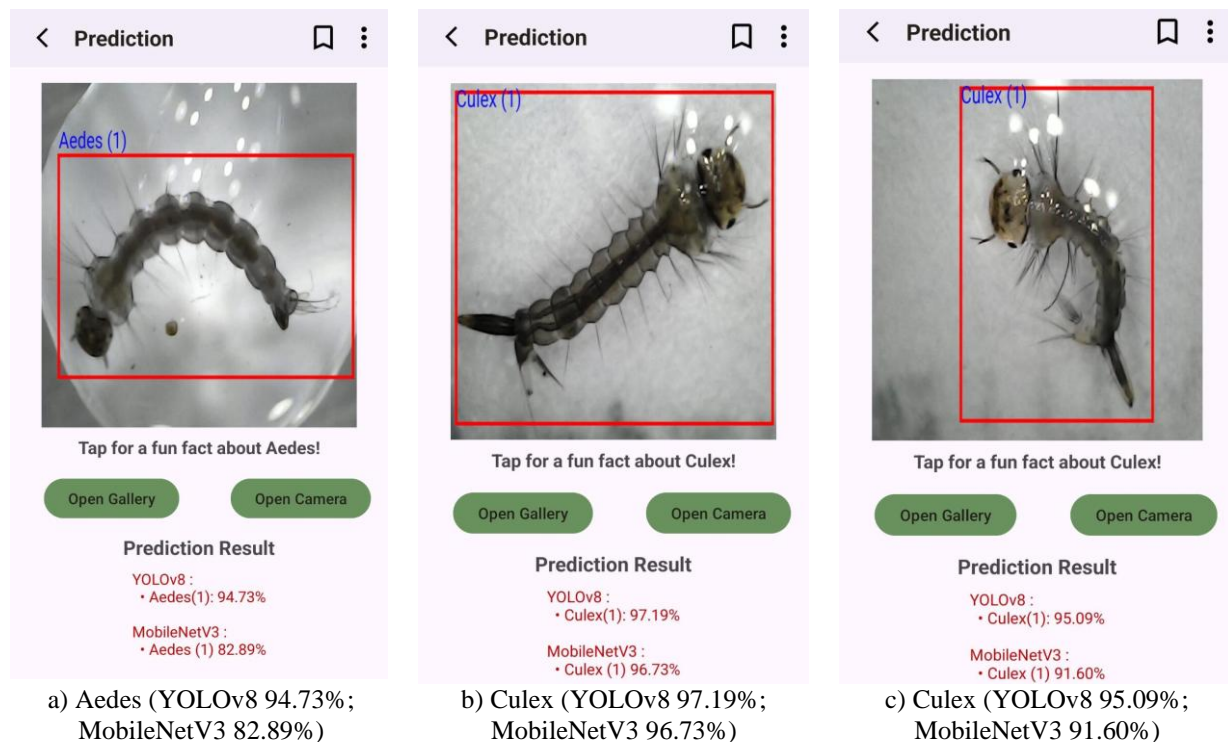 Prediction
Aedes (1)
Tap for a fun fact about Aedes!
Open Gallery
Open Camera
Prediction Result
YOLOv8 :
• Aedes(1): 94.73%
MobileNetV3 :
• Aedes (1) 82.89%
a) Aedes (YOLOv8 94.73%;
MobileNetV3 82.89%)
Prediction
Culex (1)
Tap for a fun fact about Culex!
Open Gallery
Open Camera
Prediction Result
YOLOv8 :
• Culex(1): 97.19%
MobileNetV3 :
• Culex (1) 96.73%
b) Culex (YOLOv8 97.19%;
MobileNetV3 96.73%)
Prediction
Culex (1)
Tap for a fun fact about Culex!
Open Gallery
Open Camera
Prediction Result
YOLOv8 :
• Culex(1): 95.09%
MobileNetV3 :
• Culex (1) 91.60%
c) Culex (YOLOv8 95.09%;
MobileNetV3 91.60%)